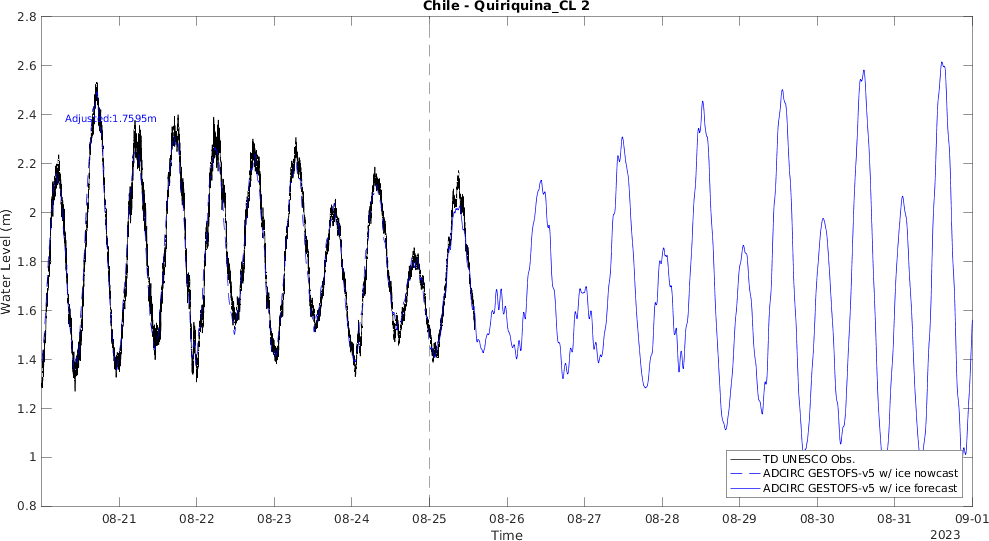 Chile - Quiriquina_CL 2
2.8
2.6
2.4
2.2
2
1.8
1.6
1.4
1.2
1
0.8
Water Level (m)
Adjusted:1.7595m
TD UNESCO Obs.
ADCIRC GESTOFS-v5 w/ ice nowcast
ADCIRC GESTOFS-v5 w/ ice forecast
08-21 08-22 08-23 08-24 08-25 08-26 08-27 08-28 08-29 08-30 08-31 09-01
Time
2023